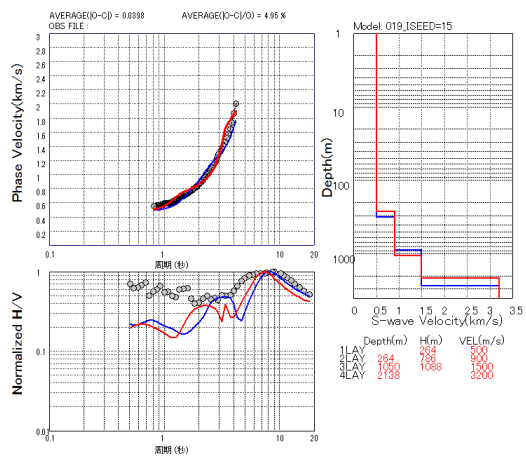 AVERAGE(|O-C|) = 0.0398 AVERAGE(|O-C|/O) = 4.95 %
OBS FILE :
Model: 019_ISEED=15
Phase Velocity(km/s)
3
2.8
2.6
2.4
2.2
2
1.8
1.6
1.4
1.2
1
0.8
0.6
0.4
0.2
0.1 1 10 20
周期(秒)
Depth(m)
1
10
100
1000
0 0.5 1 1.5 2 2.5 3 3.5
S-wave Velocity(km/s)
Normalized H/V
1
0.1
0.01
0.1 1 10 20
周期(秒)
Depth(m) H(m) VEL(m/s)
1LAY 264 500
2LAY 264 786 900
3LAY 1050 1088 1500
4LAY 2138 3200